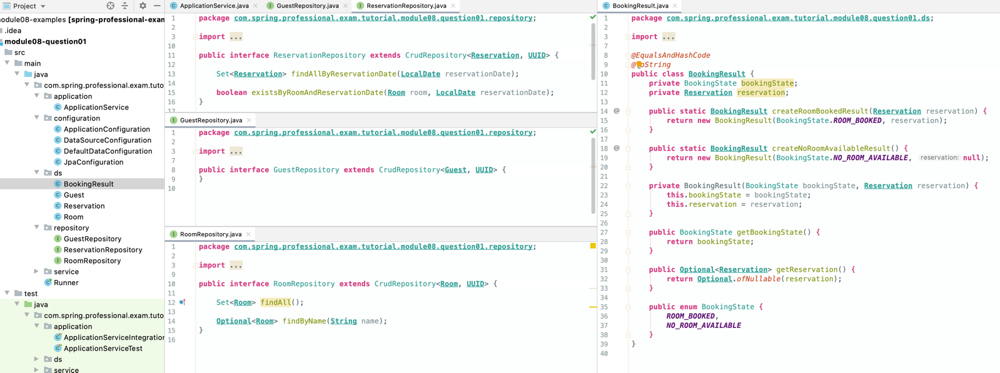 Project
odule08-examples [spring-professional-exan
.idea
module08-question01
src
main
java
com.spring.professional.exam.tuto
application
ApplicationService
configuration
ApplicationConfiguration
DataSourceConfiguration
DefaultDataConfiguration
JpaConfiguration
ds
BookingResult
Guest
Reservation
Room
repository
GuestRepository
ReservationRepository
RoomRepository
service
Runner
test
java
com.spring.professional.exam.tuto
application
ApplicationServiceIntegration
ApplicationServiceTest
ds
service
ApplicationService.java
GuestRepository.java
ReservationRepository.java
1 package com.spring.professional.exam.tutorial.module08.question01.repository;
2
3 import ...
10
11 public interface ReservationRepository extends CrudRepository<Reservation, UUID> {
12
13 Set<Reservation> findAllByReservationDate(LocalDate reservationDate);
14
15 boolean existsByRoomAndReservationDate(Room room, LocalDate reservationDate);
16 }
17
GuestRepository.java
1 package com.spring.professional.exam.tutorial.module08.question01.repository;
2
3 import ...
7
8 public interface GuestRepository extends CrudRepository<Guest, UUID> {
9 }
10
RoomRepository.java
1 package com.spring.professional.exam.tutorial.module08.question01.repository;
2
3 import ...
9
10 public interface RoomRepository extends CrudRepository<Room, UUID> {
11
12 Set<Room> findAll();
13
14 Optional<Room> findByName(String name);
15 }
16
BookingResult.java
1 package com.spring.professional.exam.tutorial.module08.question01.ds;
2
3 import ...
7
8 @EqualsAndHashCode
9 @ToString
10 public class BookingResult {
11 private BookingState bookingState;
12 private Reservation reservation;
13
14 @ public static BookingResult createRoomBookedResult(Reservation reservation) {
15 return new BookingResult(BookingState.ROOM_BOOKED, reservation);
16 }
17
18 @ public static BookingResult createNoRoomAvailableResult() {
19 return new BookingResult(BookingState.NO_ROOM_AVAILABLE, reservation: null);
20 }
21
22 private BookingResult(BookingState bookingState, Reservation reservation) {
23 this.bookingState = bookingState;
24 this.reservation = reservation;
25 }
26
27 public BookingState getBookingState() {
28 return bookingState;
29 }
30
31 public Optional<Reservation> getReservation() {
32 return Optional.ofNullable(reservation);
33 }
34
35 public enum BookingState {
36 ROOM_BOOKED,
37 NO_ROOM_AVAILABLE
38 }
39 }
40